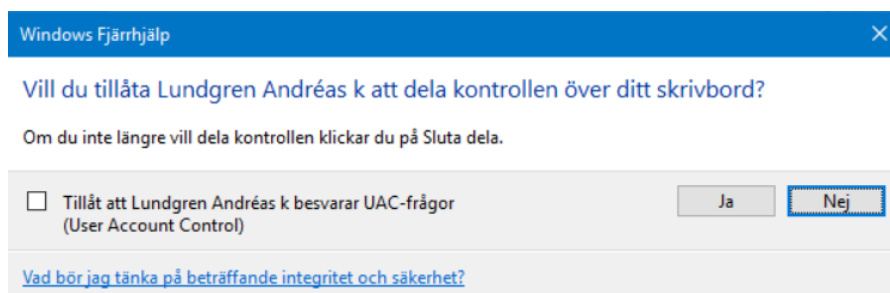 Windows Fjärrhjälp
Vill du tillåta Lundgren Andréas k att dela kontrollen över ditt skrivbord?
Om du inte längre vill dela kontrollen klickar du på Sluta dela.
Tillåt att Lundgren Andréas k besvarar UAC-frågor
(User Account Control)
Ja
Nej
Vad bör jag tänka på beträffande integritet och säkerhet?